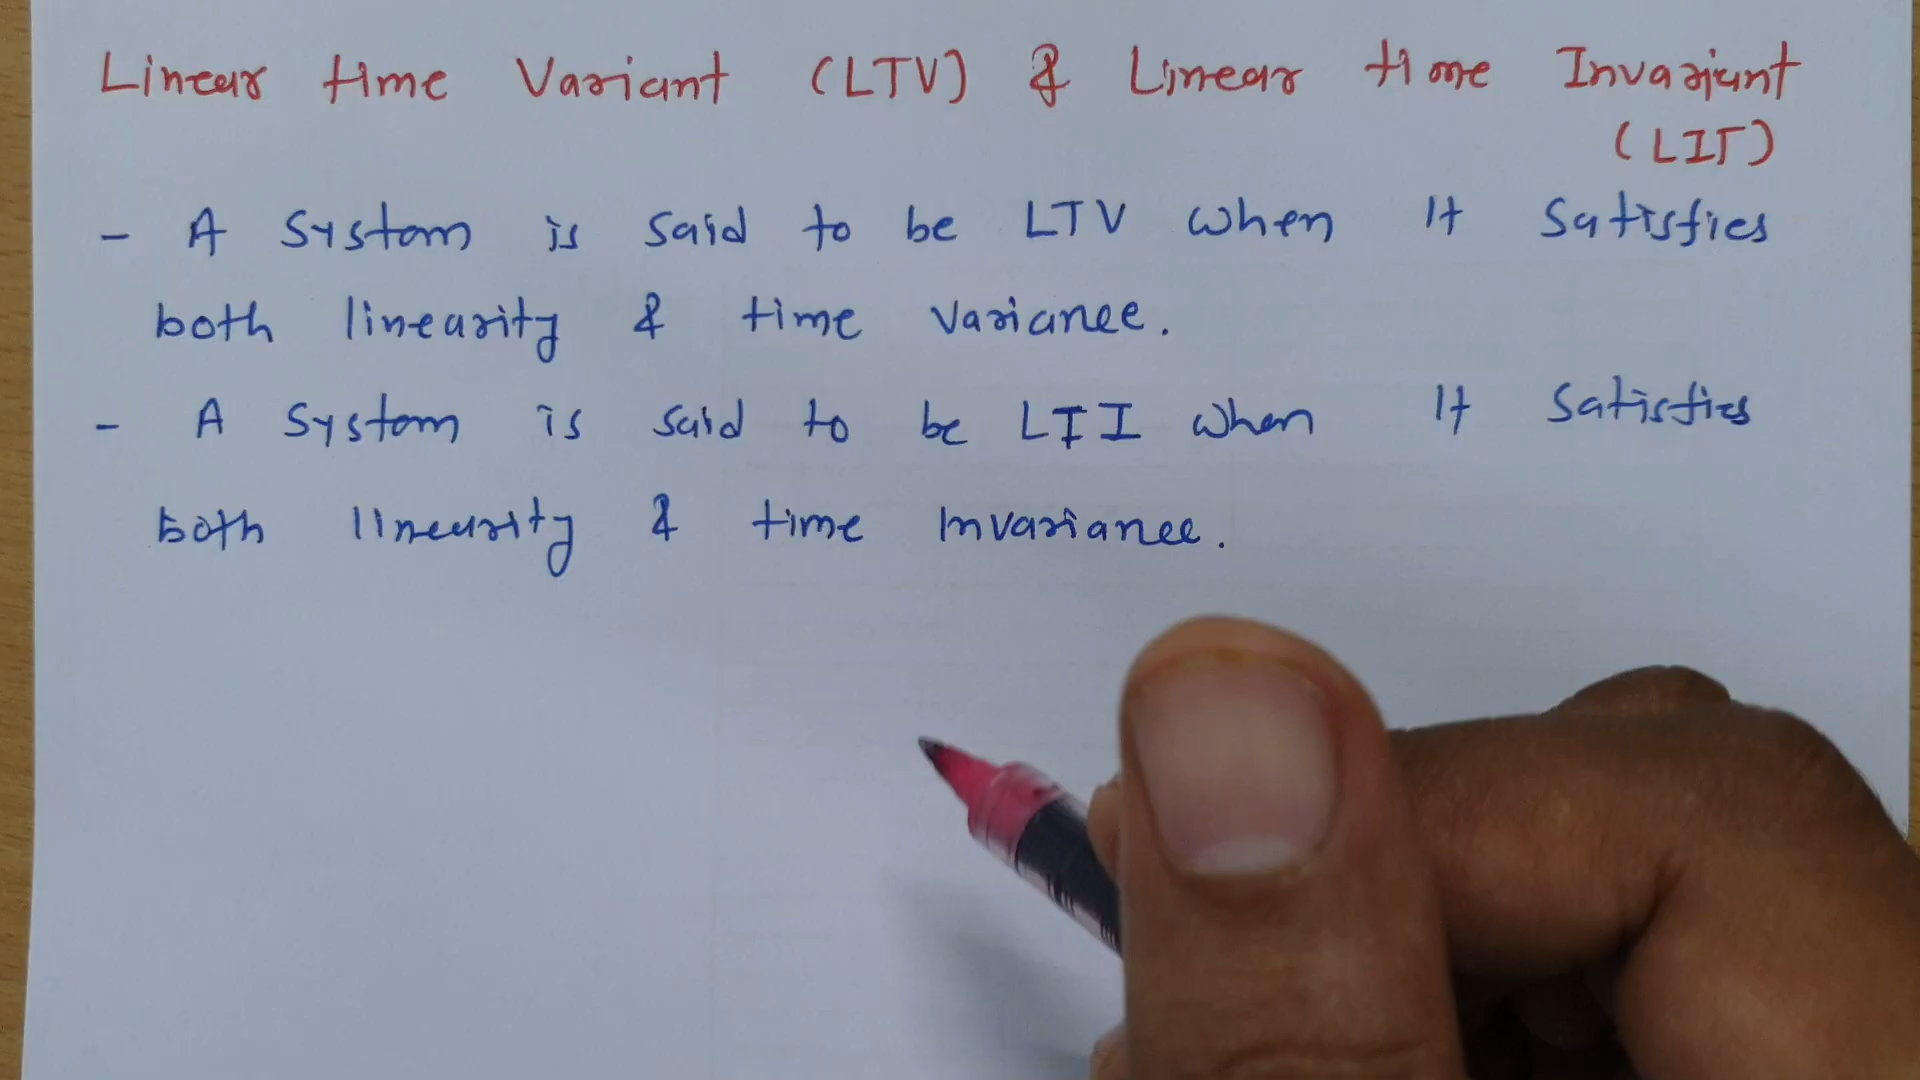 Linear time Variant (LTV) & Linear time Invariant
(LIT)
- A System is said to be LTV when it satisfies
both linearity & time variance.
- A System is said to be LTI when it satisfies
both linearity & time invariance.